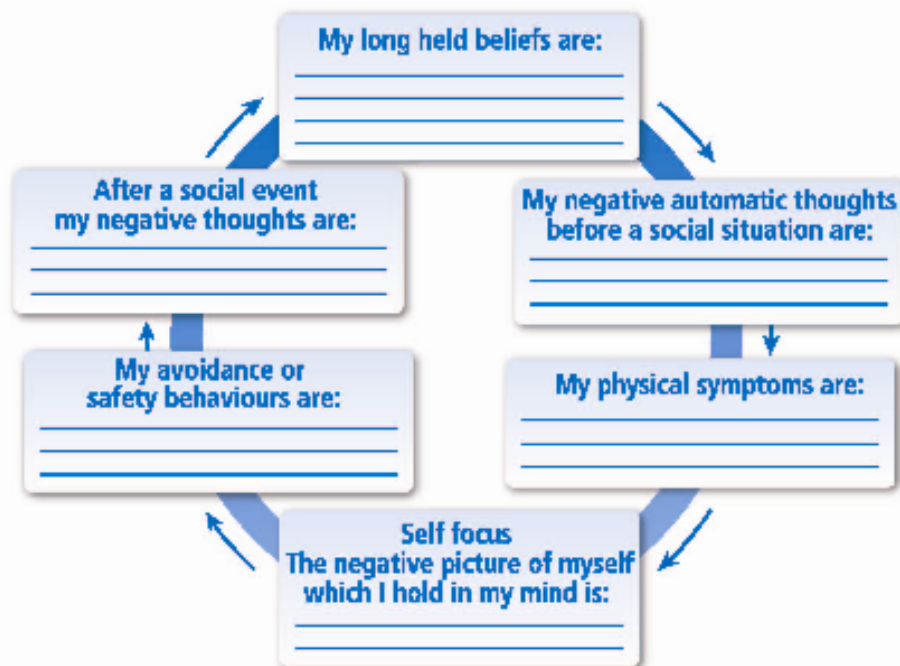 My long held beliefs are:
My negative automatic thoughts
before a social situation are:
My physical symptoms are:
Self focus
The negative picture of myself
which I hold in my mind is:
My avoidance or
safety behaviours are:
After a social event
my negative thoughts are: